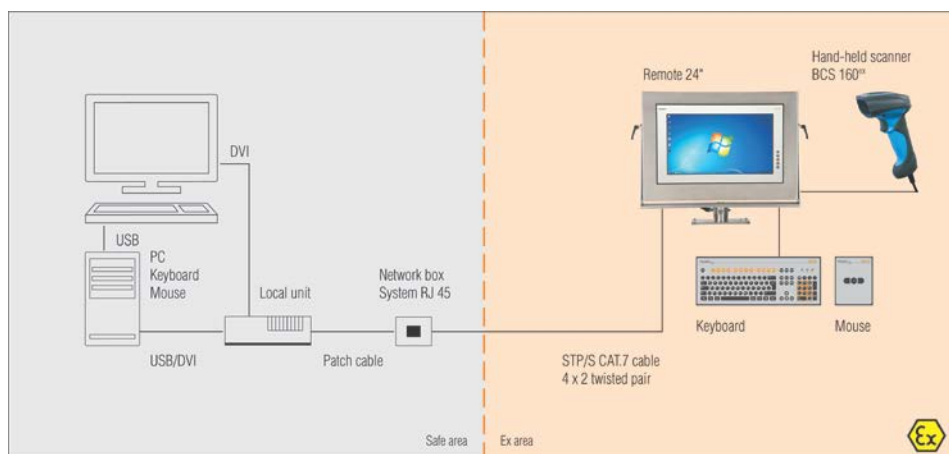 Hand-held scanner
BCS 160ex
Remote 24"
DVI
USB
PC
Keyboard
Mouse
Local unit
Network box
System RJ 45
USB/DVI
Patch cable
STP/S CAT.7 cable
4 x 2 twisted pair
Keyboard
Mouse
Safe area
Ex area
Ex